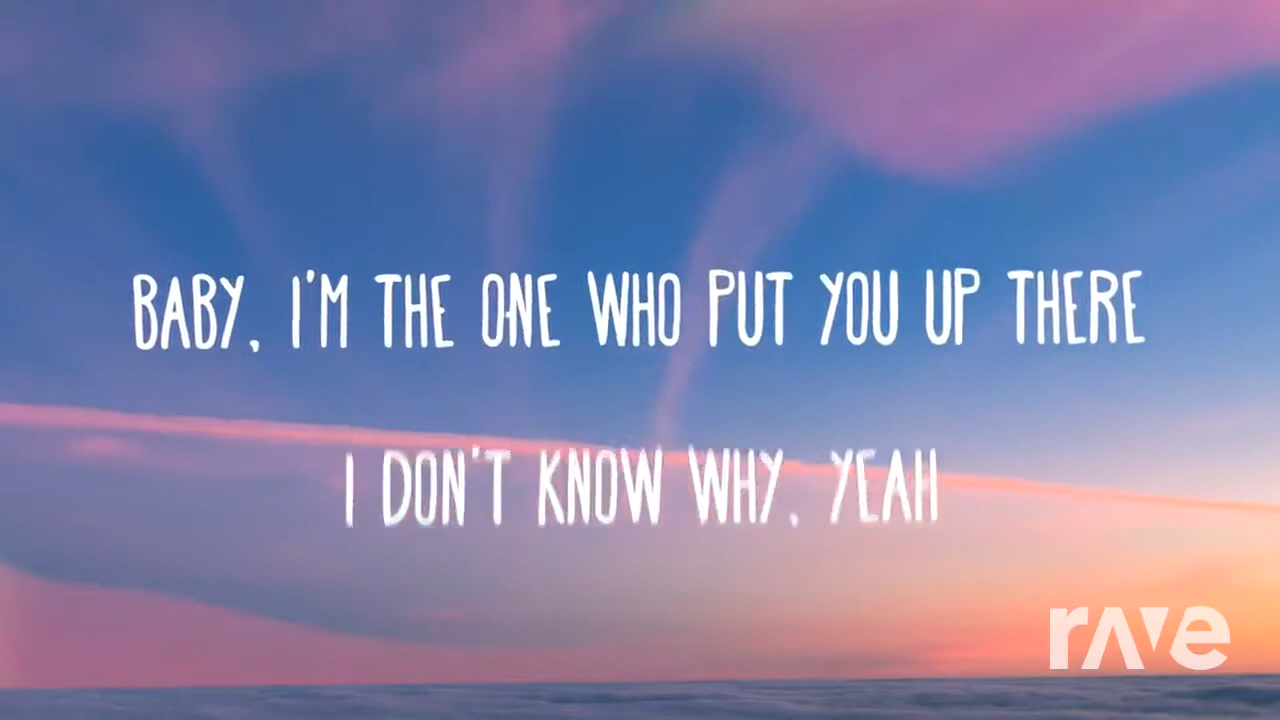 BABY, I'M THE ONE WHO PUT YOU UP THERE
I DON'T KNOW WHY, YEAH
rave